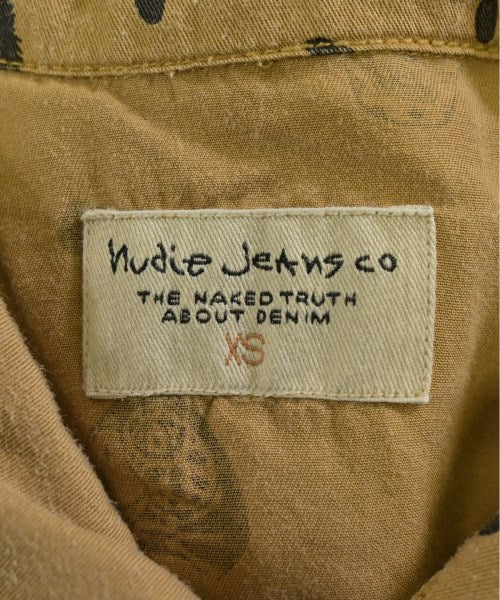 Nudie Jeans co
THE NAKED TRUTH
ABOUT DENIM
XS